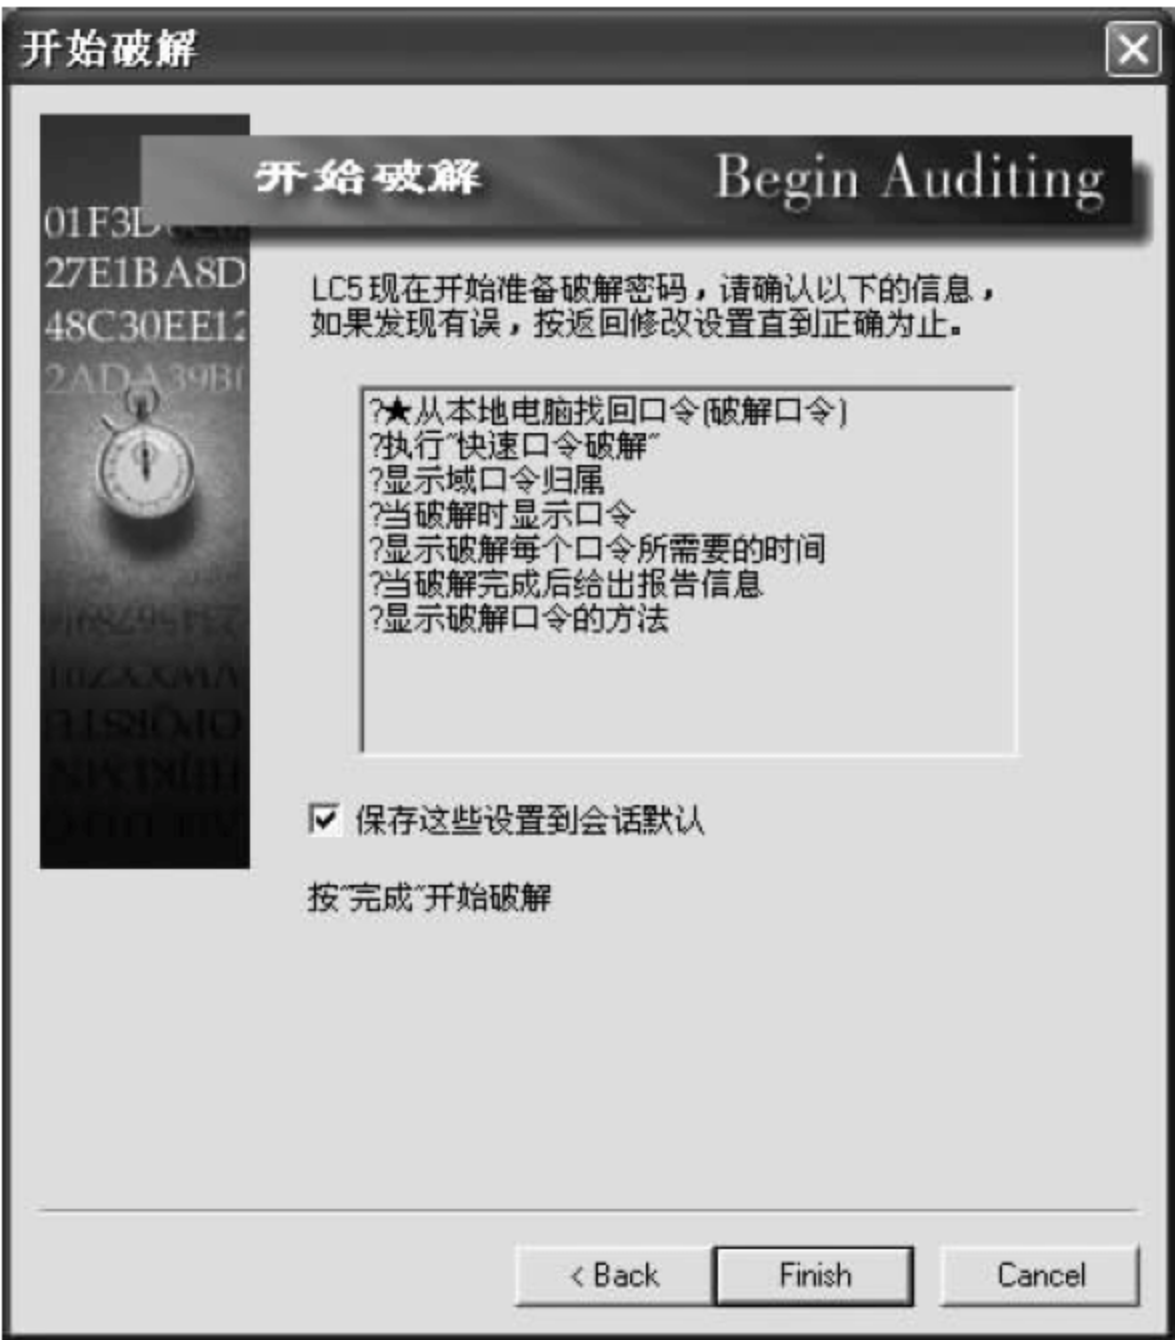 开始破解
开始破解 Begin Auditing
01F3D
27E1BA8D
48C30EE12
2ADA39B
LC5现在开始准备破解密码，请确认以下的信息，
如果发现有误，按返回修改设置直到正确为止。
?★从本地电脑找回口令(破解口令)
?执行"快速口令破解"
?显示域口令归属
?当破解时显示口令
?显示破解每个口令所需要的时间
?当破解完成后给出报告信息
?显示破解口令的方法
保存这些设置到会话默认
按"完成"开始破解
< Back
Finish
Cancel